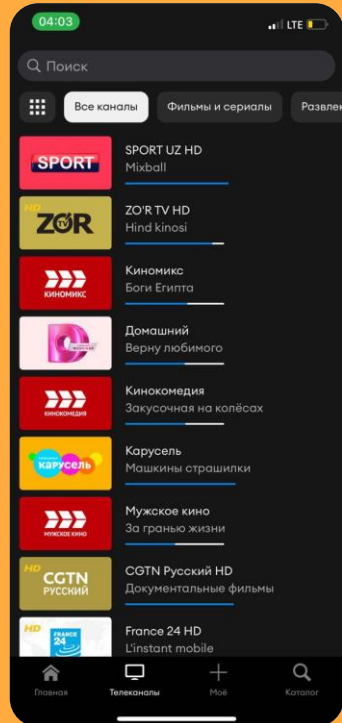 04:03
LTE
Поиск
Все каналы
Фильмы и сериалы
Развлек
SPORT
SPORT UZ HD
Mixball
HD
ZOR
TV
ZO'R TV HD
Hind kinosi
КИНОМИКС
Киномикс
Боги Египта
Домашний
Верну любимого
КИНОКОМЕДИЯ
Кинокомедия
Закусочная на колёсах
карусель
Карусель
Машкины страшилки
МУЖСКОЕ КИНО
Мужское кино
За гранью жизни
HD
CGTN
РУССКИЙ
CGTN Русский HD
Документальные фильмы
HD
FRANCE
24
France 24 HD
L'instant mobile
Главная
Телеканалы
Моё
Каталог